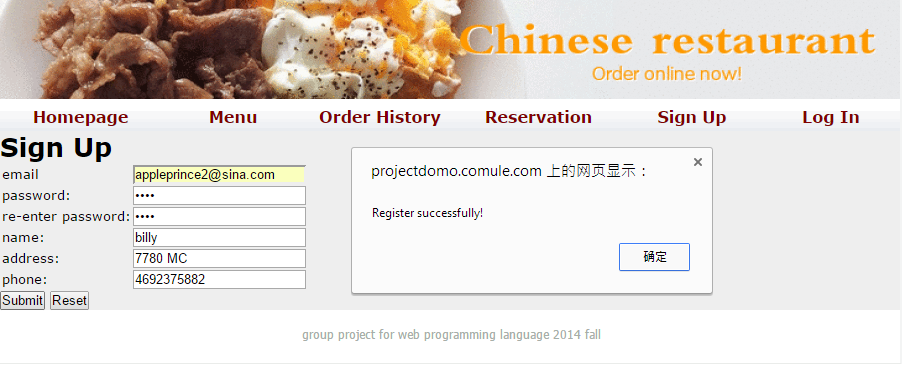 Chinese restaurant
Order online now!
Homepage Menu Order History Reservation Sign Up Log In
Sign Up
email appleprince2@sina.com
password: ••••
re-enter password: ••••
name: billy
address: 7780 MC
phone: 4692375882
Submit Reset
projectdomo.comule.com 上的网页显示：
Register successfully!
确定
group project for web programming language 2014 fall